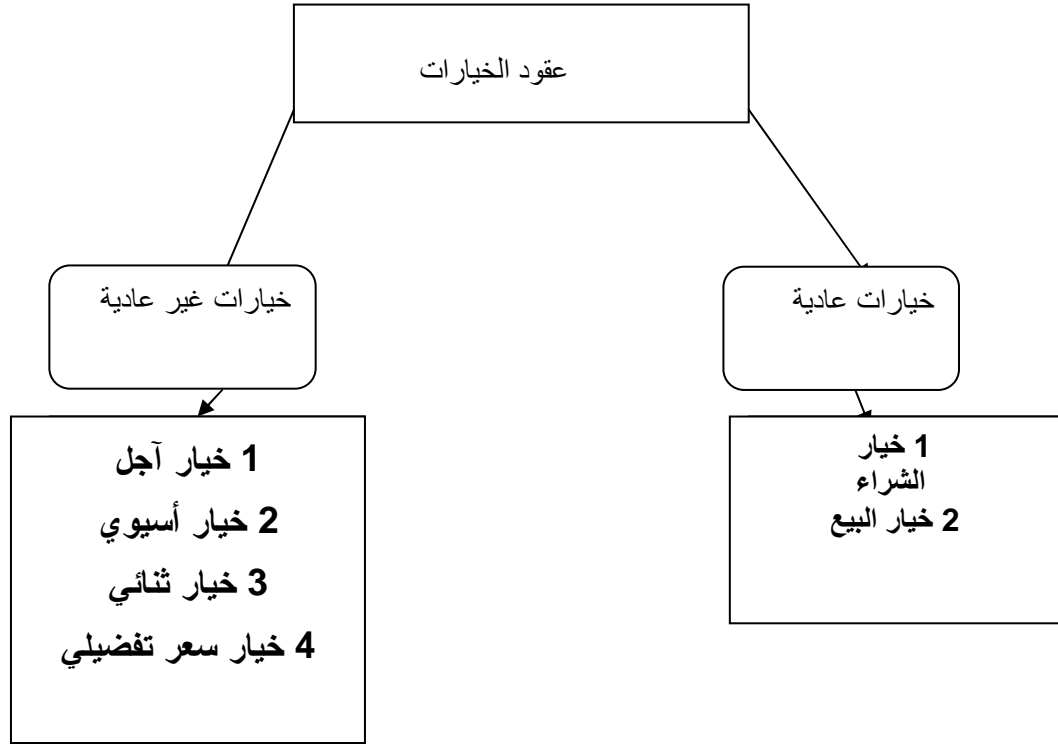 عقود الخيارات
خيارات عادية
خيارات غير عادية
1 خيار
الشراء
2 خيار البيع
1 خيار آجل
2 خيار أسيوي
3 خيار ثنائي
4 خيار سعر تفضيلي